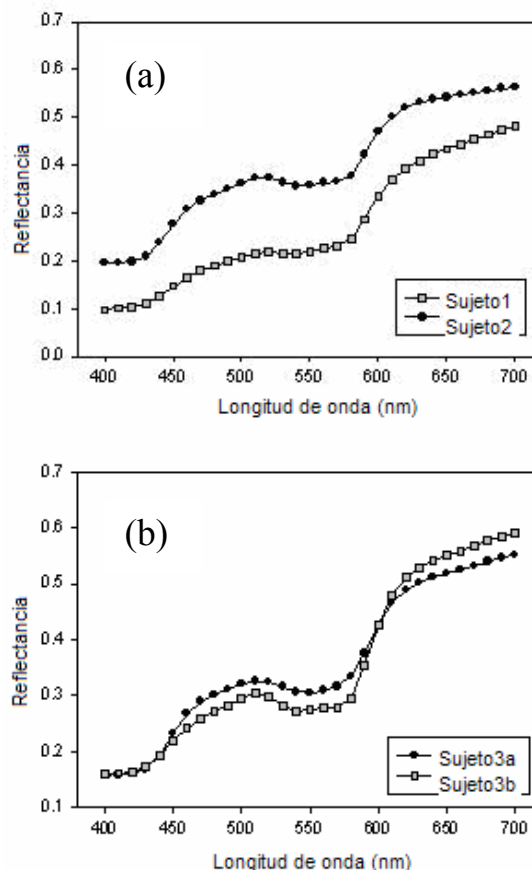 0.7
(a)
0.6
0.5
0.4
0.3
0.2
0.1
0.0
Reflectancia
Sujeto1
Sujeto2
400 450 500 550 600 650 700
Longitud de onda (nm)
0.7
(b)
0.6
0.5
0.4
0.3
0.2
0.1
Reflectancia
Sujeto3a
Sujeto3b
400 450 500 550 600 650 700
Longitud de onda (nm)